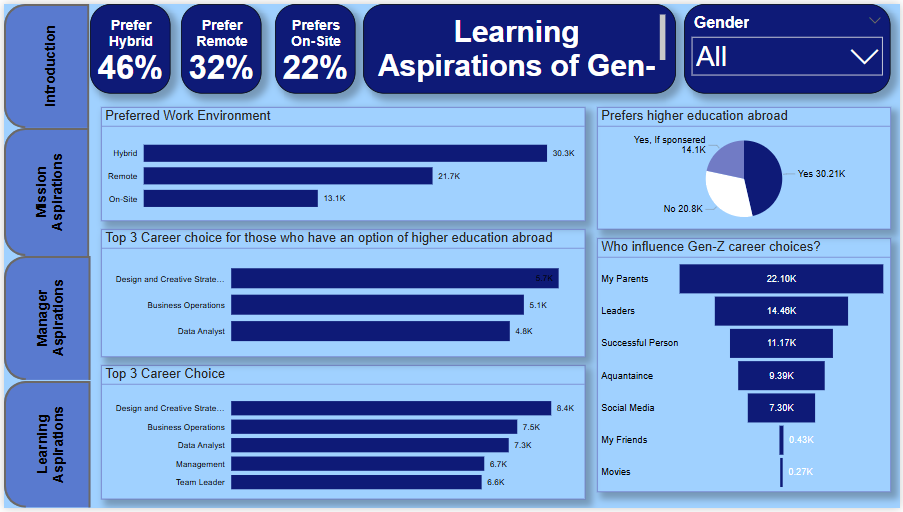 Introduction
Mission
Aspirations
Manager
Aspirations
Learning
Aspirations
Prefer
Hybrid
46%
Prefer
Remote
32%
Prefers
On-Site
22%
Learning
Aspirations of Gen-
Gender
All
Preferred Work Environment
Hybrid 30.3K
Remote 21.7K
On-Site 13.1K
Prefers higher education abroad
Yes, If sponsered
14.1K
Yes 30.21K
No 20.8K
Top 3 Career choice for those who have an option of higher education abroad
Design and Creative Strate... 5.7K
Business Operations 5.1K
Data Analyst 4.8K
Who influence Gen-Z career choices?
My Parents 22.10K
Leaders 14.46K
Successful Person 11.17K
Aquantaince 9.39K
Social Media 7.30K
My Friends 0.43K
Movies 0.27K
Top 3 Career Choice
Design and Creative Strate... 8.4K
Business Operations 7.5K
Data Analyst 7.3K
Management 6.7K
Team Leader 6.6K